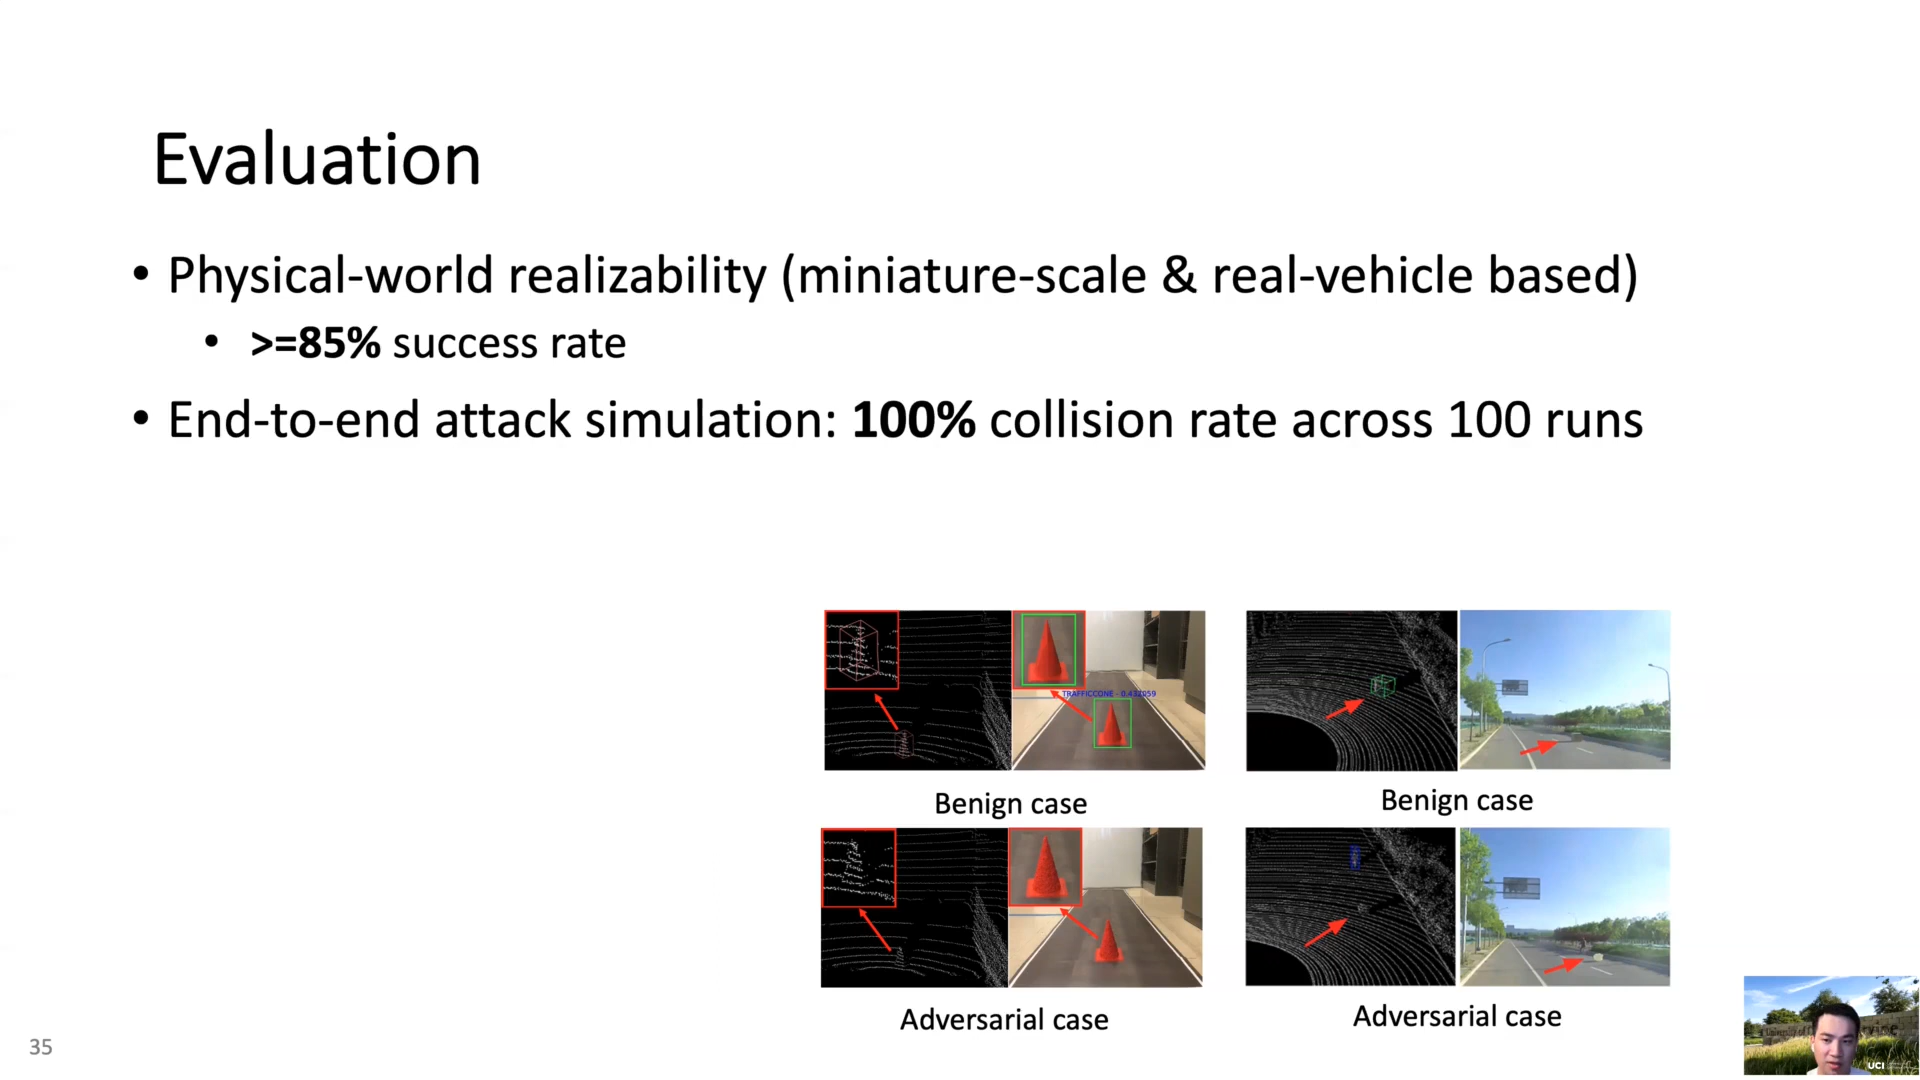 Evaluation
• Physical-world realizability (miniature-scale & real-vehicle based)
• >=85% success rate
• End-to-end attack simulation: 100% collision rate across 100 runs
Benign case
Benign case
Adversarial case
Adversarial case
35
UCI